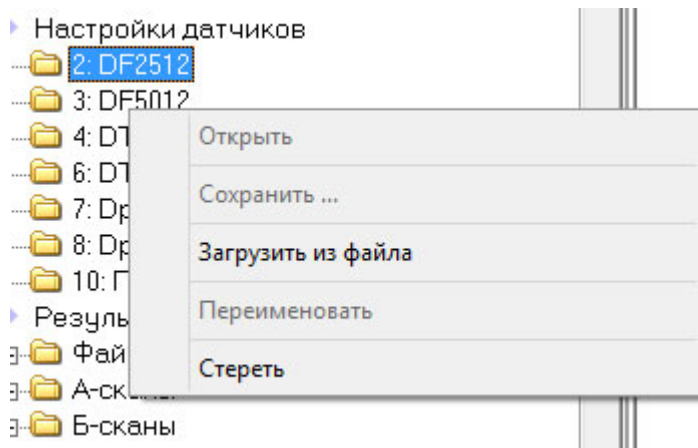 Настройки датчиков
2: DF2512
3: DF5012
4: DT
6: DT
7: Dp
8: Dp
10: П
Открыть
Сохранить ...
Загрузить из файла
Переименовать
Стереть
Резуль
Фай
А-ск
Б-сканы